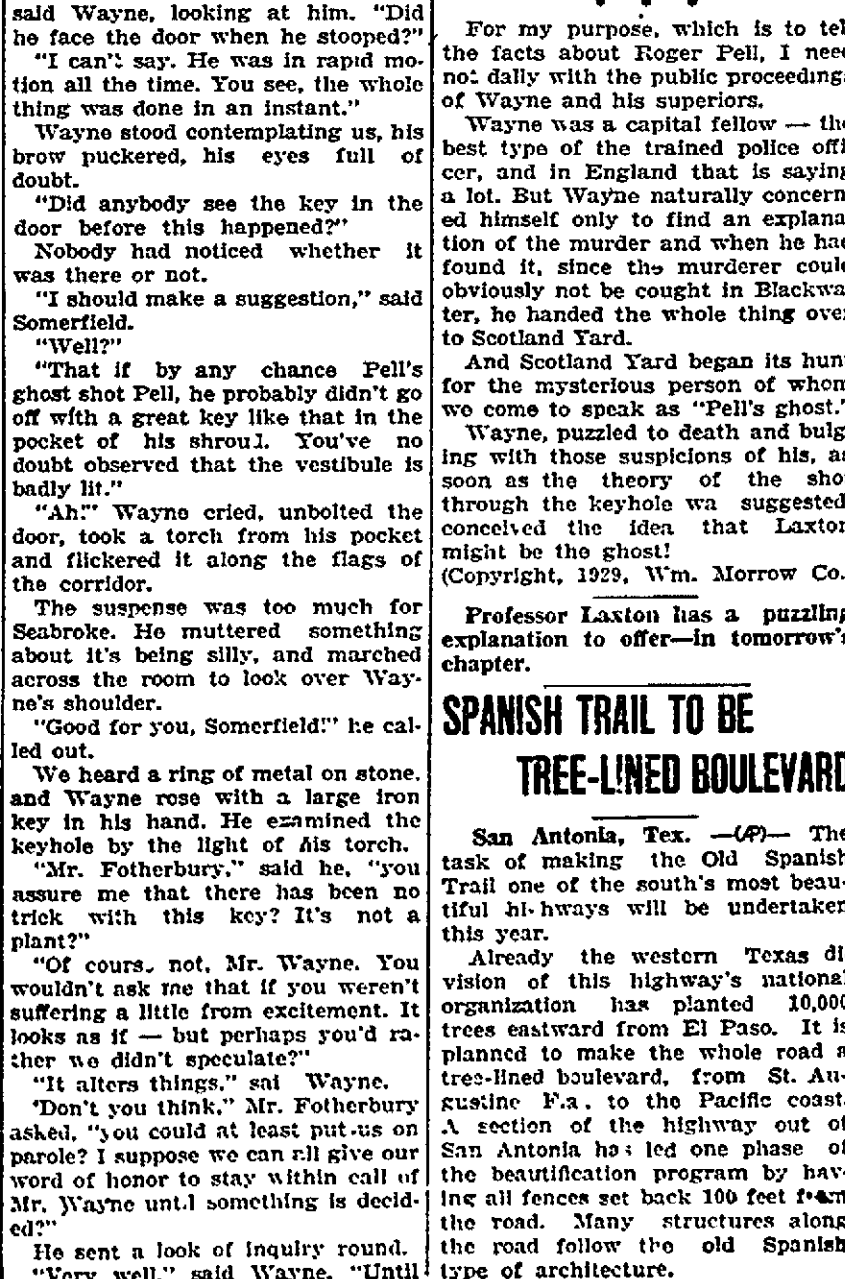 said Wayne, looking at him. "Did
he face the door when he stooped?"
"I can't say. He was in rapid mo-
tion all the time. You see, the whole
thing was done in an instant."
Wayne stood contemplating us, his
brow puckered, his eyes full of
doubt.
"Did anybody see the key in the
door before this happened?"
Nobody had noticed whether it
was there or not.
"I should make a suggestion," said
Somerfield.
"Well?"
"That if by any chance Pell's
ghost shot Pell, he probably didn't go
off with a great key like that in the
pocket of his shroul. You've no
doubt observed that the vestibule is
badly lit."
"Ah!" Wayne cried, unbolted the
door, took a torch from his pocket
and flickered it along the flags of
the corridor.
The suspense was too much for
Seabroke. He muttered something
about it's being silly, and marched
across the room to look over Way-
ne's shoulder.
"Good for you, Somerfield!" he cal-
led out.
We heard a ring of metal on stone,
and Wayne rose with a large iron
key in his hand. He examined the
keyhole by the light of his torch.
"Mr. Fotherbury," said he, "you
assure me that there has been no
trick with this key? It's not a
plant?"
"Of cours. not, Mr. Wayne. You
wouldn't ask me that if you weren't
suffering a little from excitement. It
looks as if — but perhaps you'd ra-
ther we didn't speculate?"
"It alters things," sai Wayne.
"Don't you think," Mr. Fotherbury
asked, "you could at least put us on
parole? I suppose we can all give our
word of honor to stay within call of
Mr. Wayne until something is decid-
ed?"
He sent a look of inquiry round.
"Very well," said Wayne. "Until
For my purpose, which is to tel
the facts about Roger Pell, I need
not dally with the public proceeding
of Wayne and his superiors.
Wayne was a capital fellow — the
best type of the trained police offi
cer, and in England that is saying
a lot. But Wayne naturally concern
ed himself only to find an explana
tion of the murder and when he had
found it, since the murderer could
obviously not be cought in Blackwa
ter, he handed the whole thing over
to Scotland Yard.
And Scotland Yard began its hunt
for the mysterious person of whom
we come to speak as "Pell's ghost."
Wayne, puzzled to death and bulg
ing with those suspicions of his, as
soon as the theory of the shot
through the keyhole wa suggested
conceived the idea that Laxton
might be the ghost!
(Copyright, 1929, Wm. Morrow Co.
Professor Laxton has a puzzling
explanation to offer—in tomorrow's
chapter.
SPANISH TRAIL TO BE
TREE-LINED BOULEVARD
San Antonia, Tex. —(AP)— The
task of making the Old Spanish
Trail one of the south's most beau-
tiful hi-hways will be undertaken
this year.
Already the western Texas di
vision of this highway's national
organization has planted 10,000
trees eastward from El Paso. It is
planned to make the whole road a
tree-lined boulevard, from St. Au-
gustine F.a. to the Pacific coast.
A section of the highway out of
San Antonia has led one phase of
the beautification program by hav-
ing all fences set back 100 feet from
the road. Many structures along
the road follow the old Spanish
type of architecture.